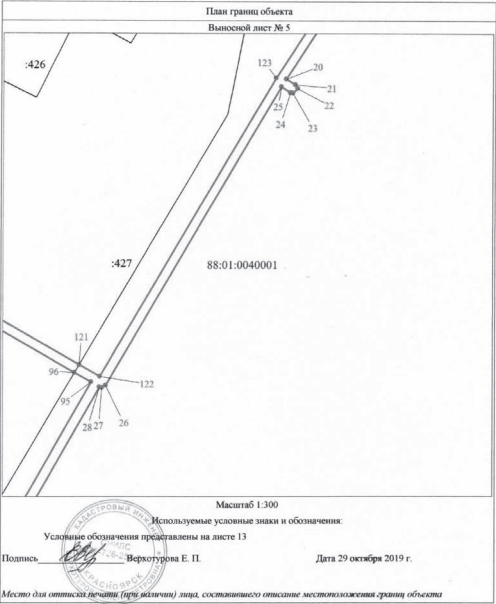 План границ объекта
Выносной лист № 5
:426
123
20
21
22
25
24
23
:427
88:01:0040001
121
96
122
95
28 27
26
Масштаб 1:300
Используемые условные знаки и обозначения:
Условные обозначения представлены на листе 13
Подпись
Верхотурова Е. П.
Дата 29 октября 2019 г.
КАДАСТРОВЫЙ
КРАСНОЯРСК
Место для оттиска печати (при наличии) лица, составившего описание местоположения границ объекта